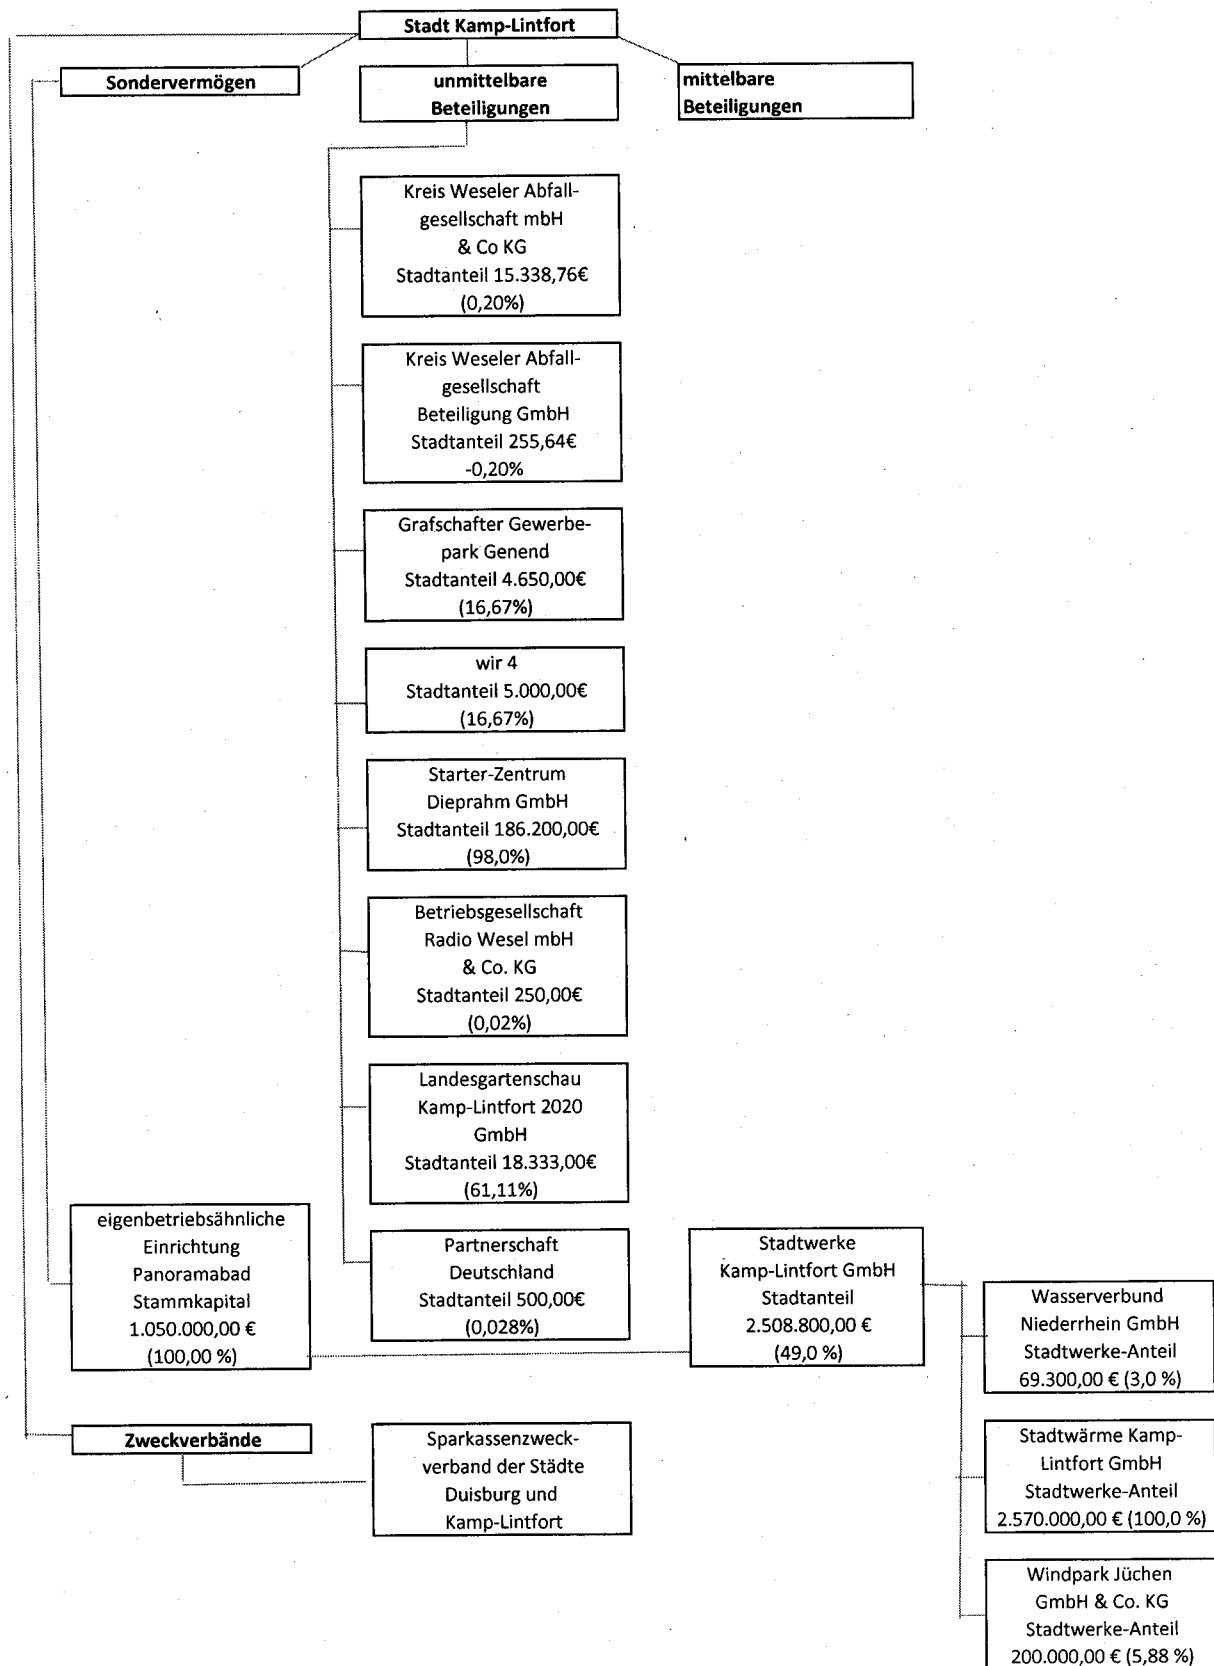 Stadt Kamp-Lintfort
Sondervermögen
unmittelbare
Beteiligungen
mittelbare
Beteiligungen
Kreis Weseler Abfall-
gesellschaft mbH
& Co KG
Stadtanteil 15.338,76€
(0,20%)
Kreis Weseler Abfall-
gesellschaft
Beteiligung GmbH
Stadtanteil 255,64€
-0,20%
Grafschafter Gewerbe-
park Genend
Stadtanteil 4.650,00€
(16,67%)
wir 4
Stadtanteil 5.000,00€
(16,67%)
Starter-Zentrum
Dieprahm GmbH
Stadtanteil 186.200,00€
(98,0%)
Betriebsgesellschaft
Radio Wesel mbH
& Co. KG
Stadtanteil 250,00€
(0,02%)
Landesgartenschau
Kamp-Lintfort 2020
GmbH
Stadtanteil 18.333,00€
(61,11%)
eigenbetriebsähnliche
Einrichtung
Panoramabad
Stammkapital
1.050.000,00 €
(100,00 %)
Partnerschaft
Deutschland
Stadtanteil 500,00€
(0,028%)
Stadtwerke
Kamp-Lintfort GmbH
Stadtanteil
2.508.800,00 €
(49,0 %)
Wasserverbund
Niederrhein GmbH
Stadtwerke-Anteil
69.300,00 € (3,0 %)
Zweckverbände
Sparkassenzweck-
verband der Städte
Duisburg und
Kamp-Lintfort
Stadtwärme Kamp-
Lintfort GmbH
Stadtwerke-Anteil
2.570.000,00 € (100,0 %)
Windpark Jüchen
GmbH & Co. KG
Stadtwerke-Anteil
200.000,00 € (5,88 %)